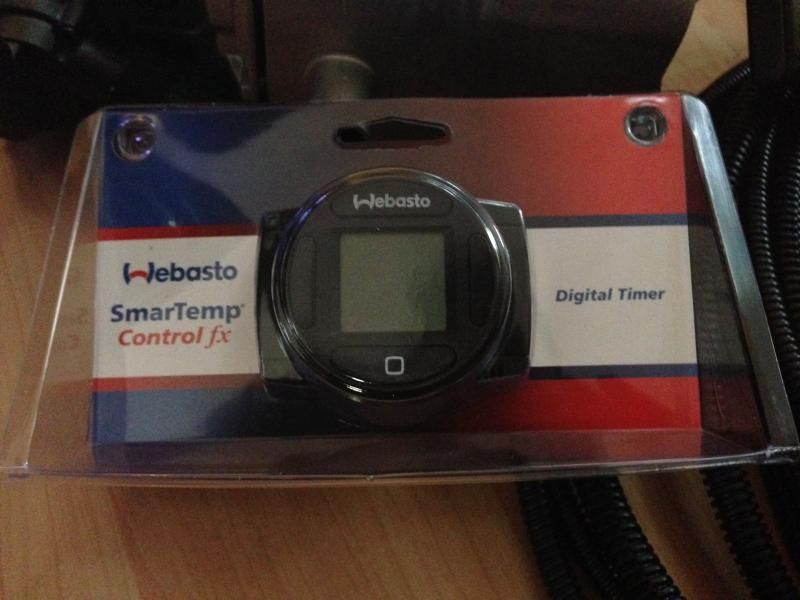 Webasto
Webasto
SmarTemp®
Control fx
Digital Timer